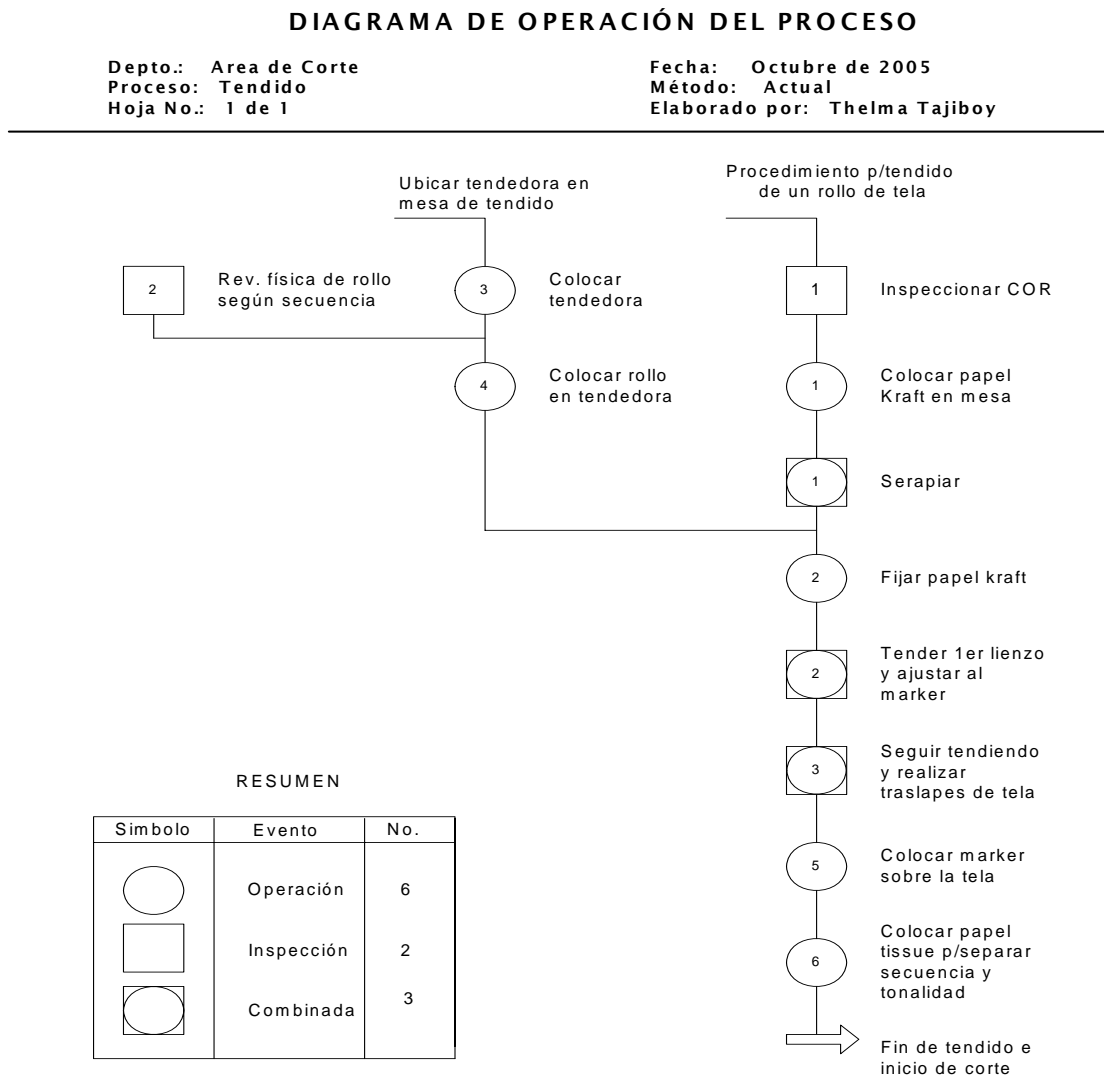 DIAGRAMA DE OPERACIÓN DEL PROCESO
Depto.: Area de Corte
Proceso: Tendido
Hoja No.: 1 de 1
Fecha: Octubre de 2005
Método: Actual
Elaborado por: Thelma Tajiboy
Ubicar tendedora en
mesa de tendido
Procedimiento p/tendido
de un rollo de tela
2
Rev. física de rollo
según secuencia
3
Colocar
tendedora
1
Inspeccionar COR
4
Colocar rollo
en tendedora
1
Colocar papel
Kraft en mesa
1
Serapiar
2
Fijar papel kraft
2
Tender 1er lienzo
y ajustar al
marker
3
Seguir tendiendo
y realizar
traslapes de tela
5
Colocar marker
sobre la tela
6
Colocar papel
tissue p/separar
secuencia y
tonalidad
Fin de tendido e
inicio de corte
RESUMEN
Simbolo Evento No.
Operación 6
Inspección 2
Combinada 3